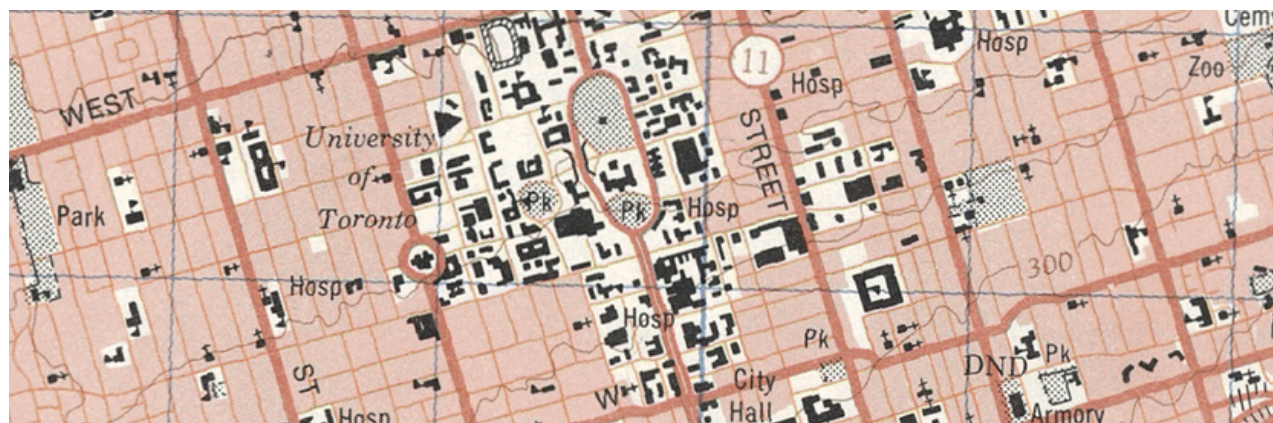 Cem
Hosp
11
Zoo
Hosp
WEST
STREET
University
of
Toronto
Park
Pk
Pk
Hosp
300
Hosp
Hosp
Pk
ST
DND
Pk
City
Hall
W
Hosp
Armory